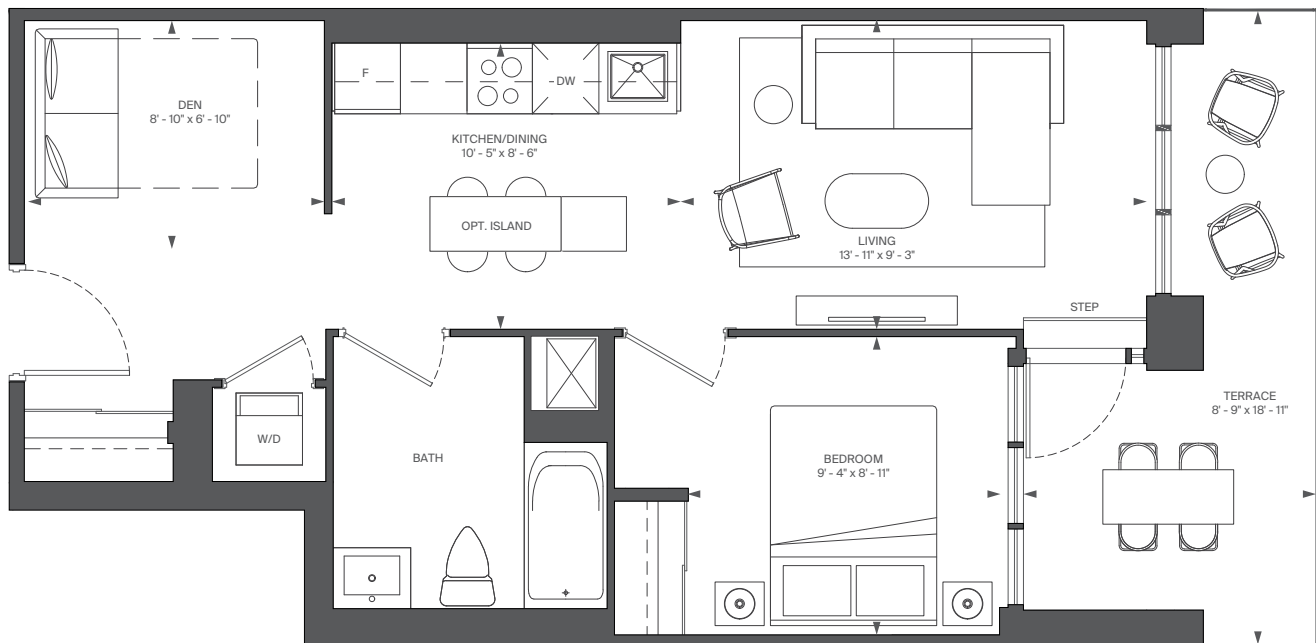 DEN
8' - 10" x 6' - 10"
F
DW
KITCHEN/DINING
10' - 5" x 8' - 6"
OPT. ISLAND
LIVING
13' - 11" x 9' - 3"
STEP
TERRACE
8' - 9" x 18' - 11"
W/D
BATH
BEDROOM
9' - 4" x 8' - 11"